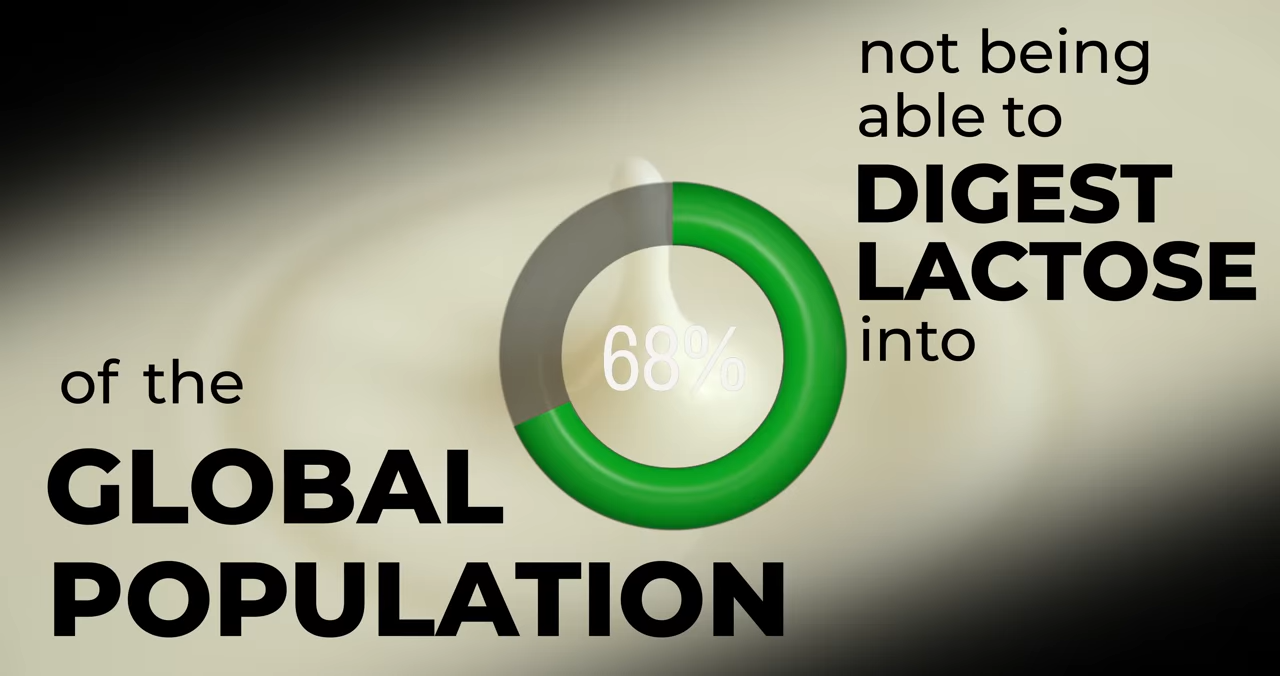 not being
able to
DIGEST
LACTOSE
into
68%
of the
GLOBAL
POPULATION